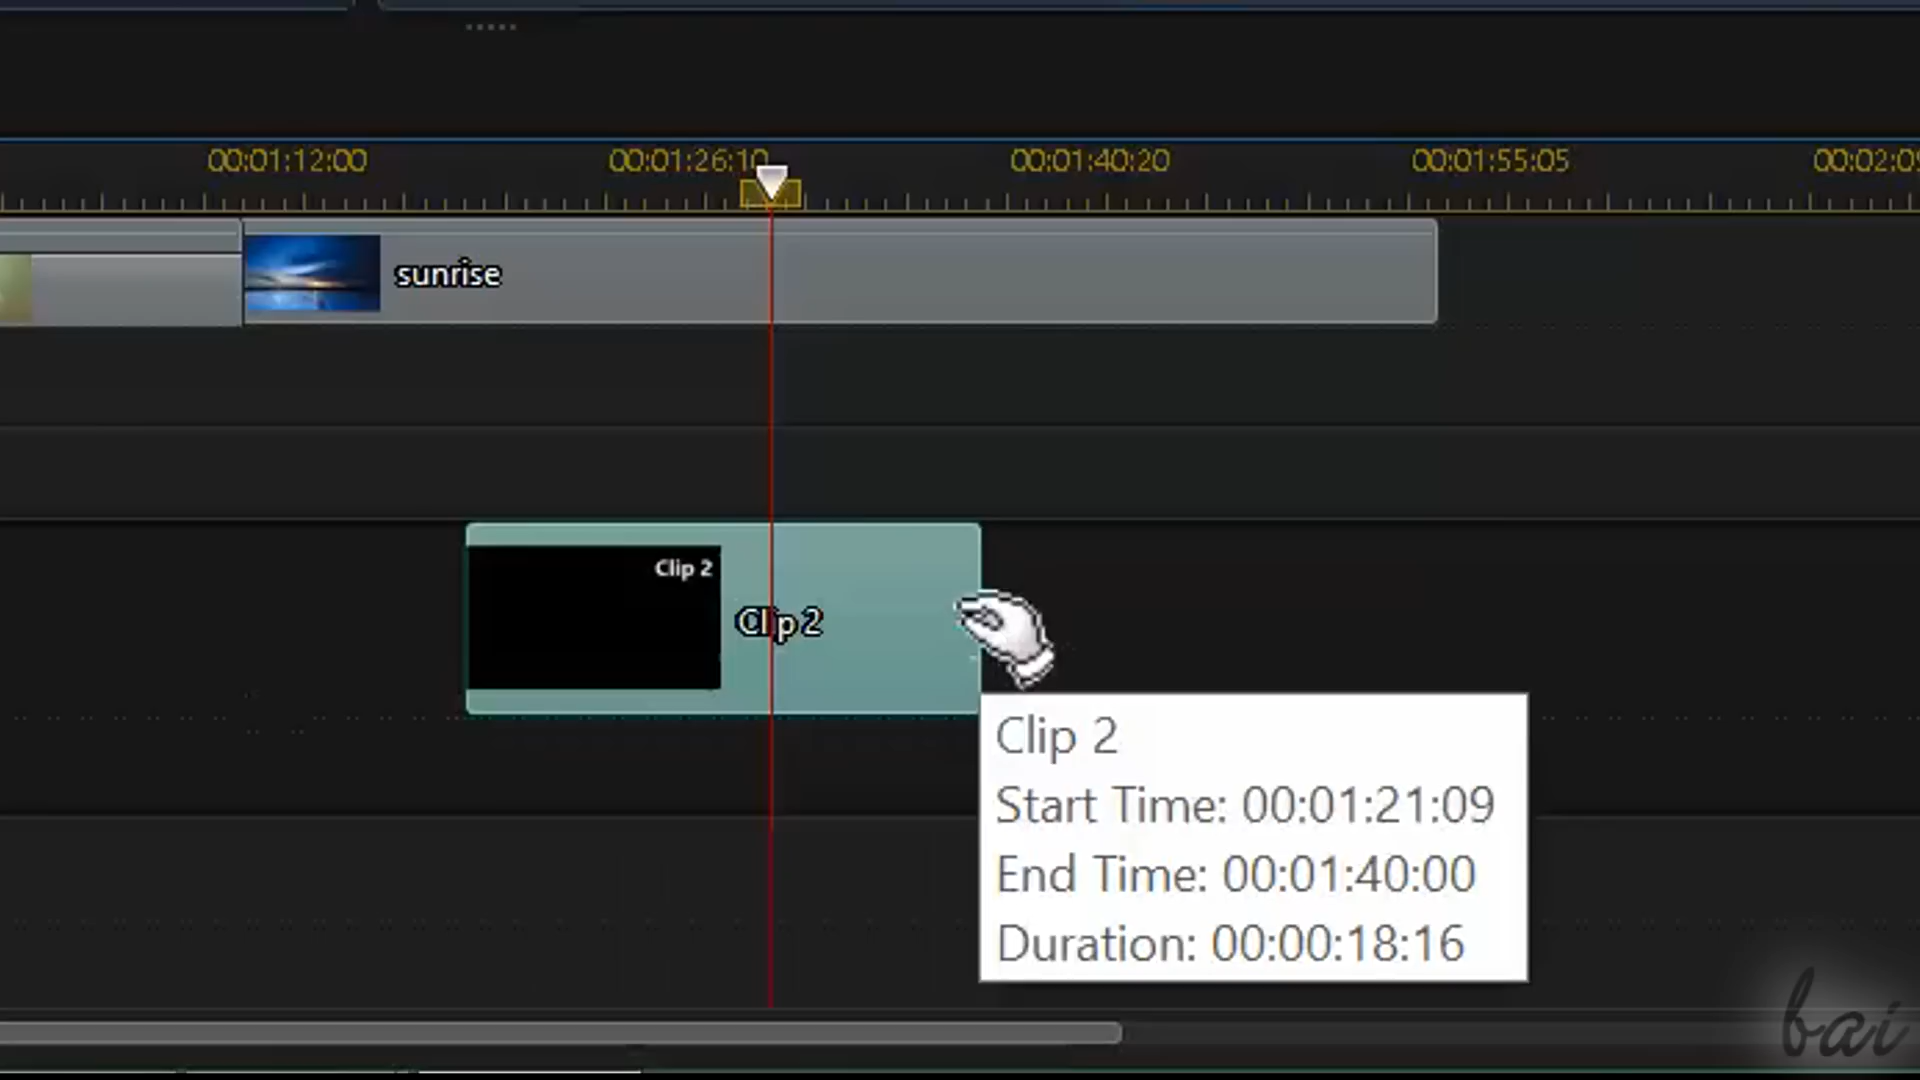 00:01:12:00 00:01:26:10 00:01:40:20 00:01:55:05
sunrise
Clip 2
Clip 2
Clip 2
Start Time: 00:01:21:09
End Time: 00:01:40:00
Duration: 00:00:18:16
bai